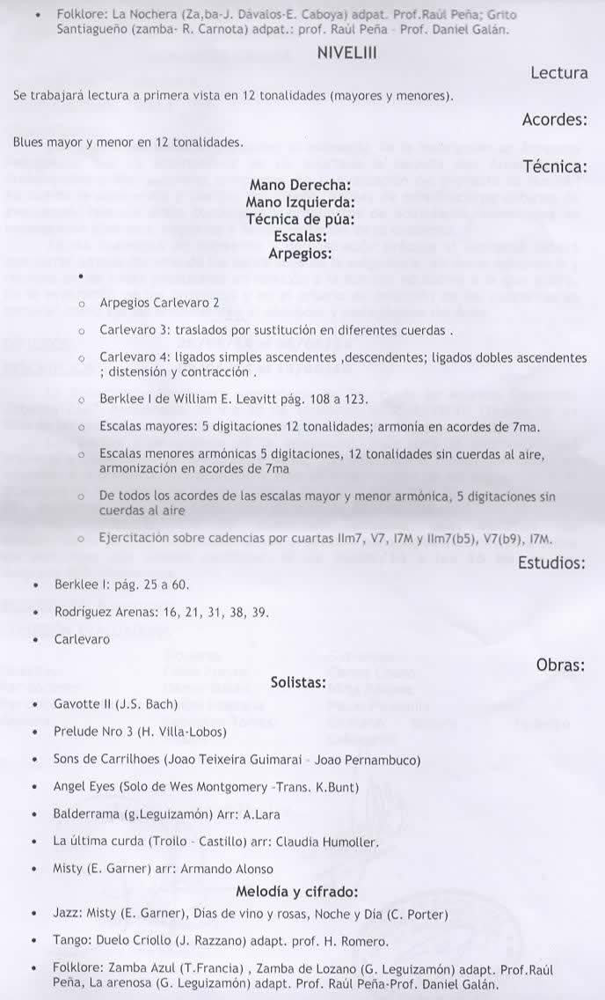 • Folklore: La Nochera (Za,ba-J. Dávalos-E. Caboya) adpat. Prof.Raúl Peña; Grito
Santiagueño (zamba- R. Carnota) adpat.: prof. Raúl Peña - Prof. Daniel Galán.
NIVELIII
Lectura
Se trabajará lectura a primera vista en 12 tonalidades (mayores y menores).
Acordes:
Blues mayor y menor en 12 tonalidades.
Técnica:
Mano Derecha:
Mano Izquierda:
Técnica de púa:
Escalas:
Arpegios:
•
o Arpegios Carlevaro 2
o Carlevaro 3: traslados por sustitución en diferentes cuerdas .
o Carlevaro 4: ligados simples ascendentes ,descendentes; ligados dobles ascendentes
; distensión y contracción .
o Berklee I de William E. Leavitt pág. 108 a 123.
o Escalas mayores: 5 digitaciones 12 tonalidades; armonía en acordes de 7ma.
o Escalas menores armónicas 5 digitaciones, 12 tonalidades sin cuerdas al aire,
armonización en acordes de 7ma
o De todos los acordes de las escalas mayor y menor armónica, 5 digitaciones sin
cuerdas al aire
o Ejercitación sobre cadencias por cuartas IIm7, V7, I7M y IIm7(b5), V7(b9), I7M.
Estudios:
• Berklee I: pág. 25 a 60.
• Rodríguez Arenas: 16, 21, 31, 38, 39.
• Carlevaro
Obras:
Solistas:
• Gavotte II (J.S. Bach)
• Prelude Nro 3 (H. Villa-Lobos)
• Sons de Carrilhoes (Joao Teixeira Guimarai - Joao Pernambuco)
• Angel Eyes (Solo de Wes Montgomery -Trans. K.Bunt)
• Balderrama (g.Leguizamón) Arr: A.Lara
• La última curda (Troilo - Castillo) arr: Claudia Humoller.
• Misty (E. Garner) arr: Armando Alonso
Melodía y cifrado:
• Jazz: Misty (E. Garner), Días de vino y rosas, Noche y Día (C. Porter)
• Tango: Duelo Criollo (J. Razzano) adapt. prof. H. Romero.
• Folklore: Zamba Azul (T.Francia) , Zamba de Lozano (G. Leguizamón) adapt. Prof.Raúl
Peña, La arenosa (G. Leguizamón) adapt. Prof. Raúl Peña-Prof. Daniel Galán.